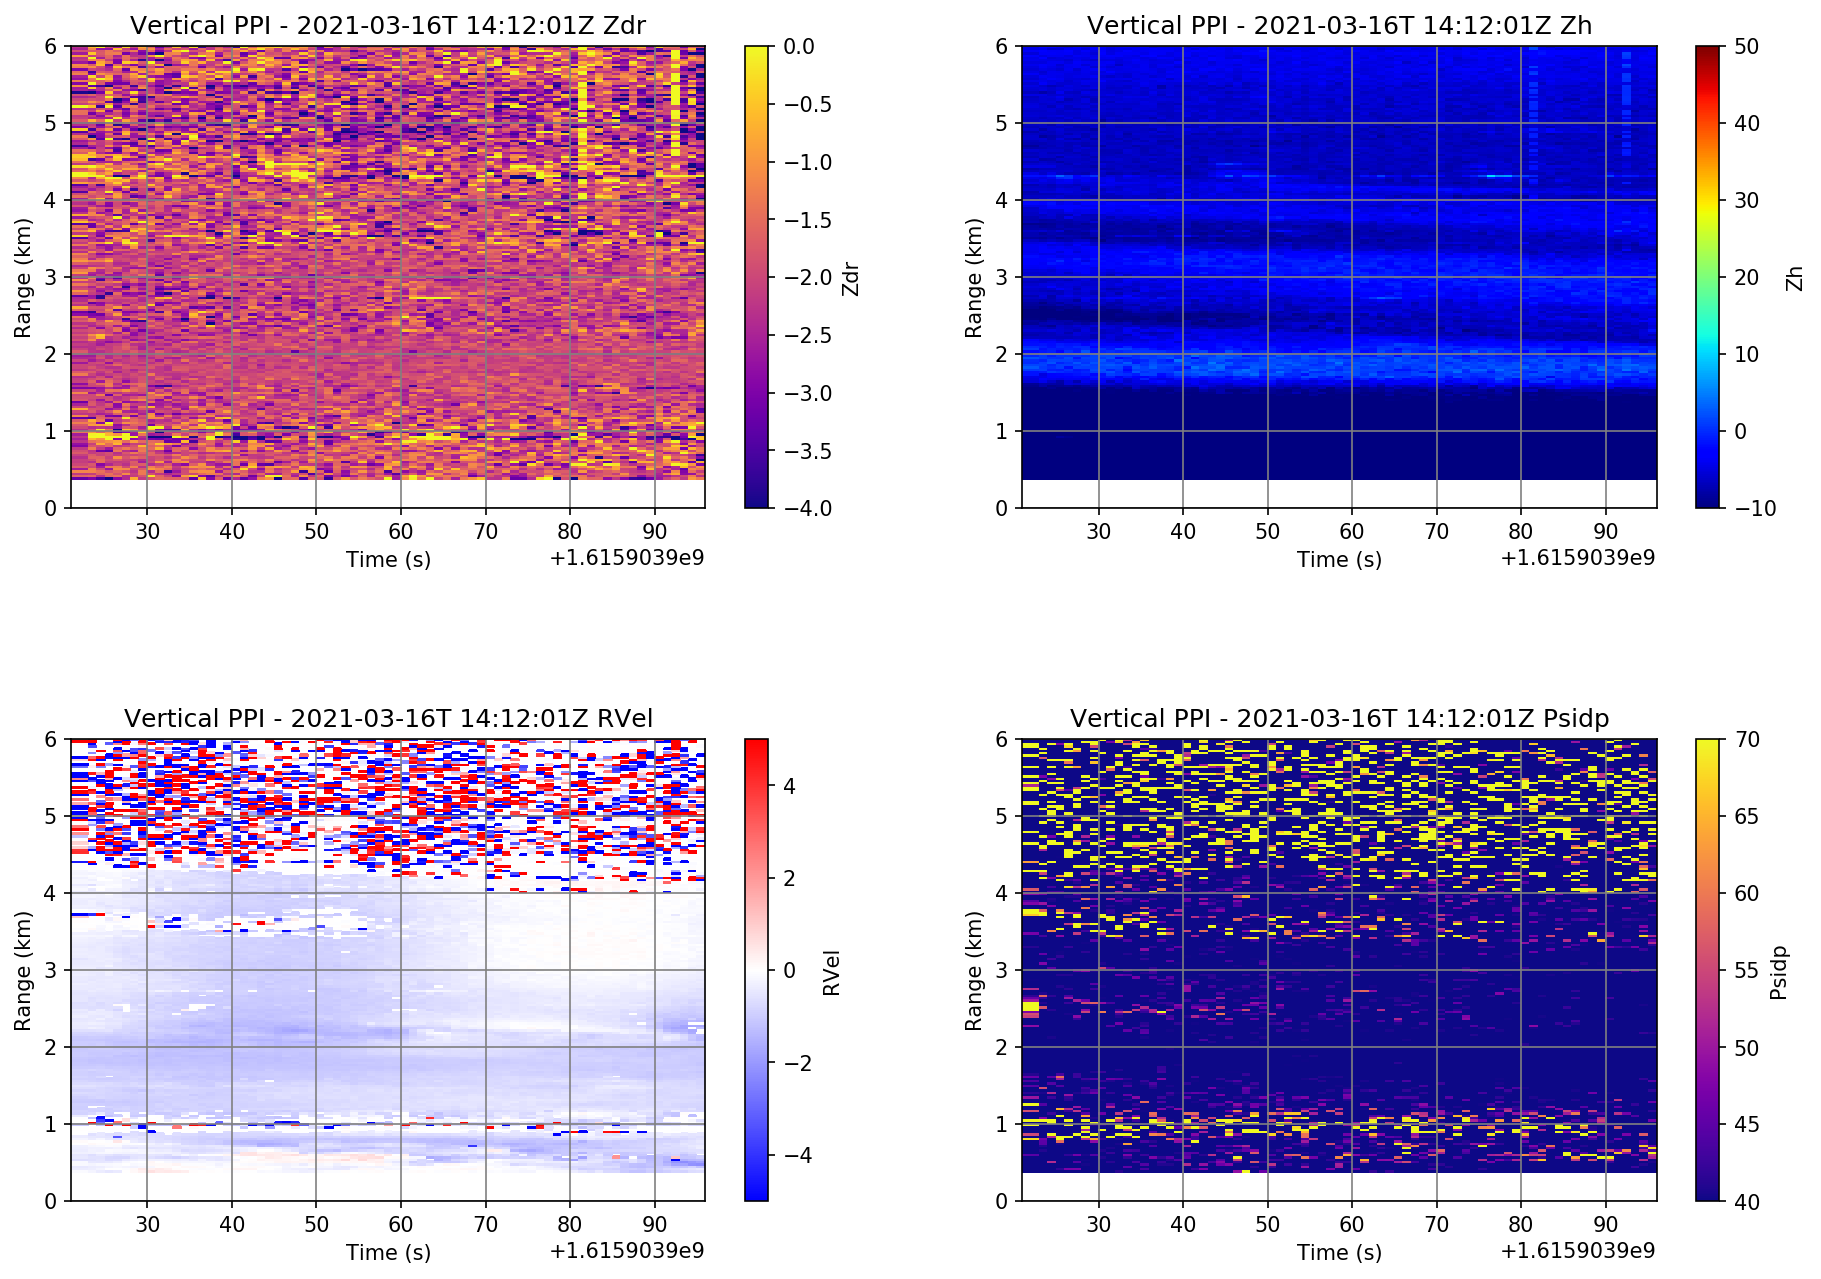 Vertical PPI - 2021-03-16T 14:12:01Z Zdr
6
5
4
3
2
1
0
Range (km)
30 40 50 60 70 80 90
Time (s)
+1.6159039e9
0.0
−0.5
−1.0
−1.5
−2.0
−2.5
−3.0
−3.5
−4.0
Zdr
Vertical PPI - 2021-03-16T 14:12:01Z Zh
6
5
4
3
2
1
0
Range (km)
30 40 50 60 70 80 90
Time (s)
+1.6159039e9
50
40
30
20
10
0
−10
Zh
Vertical PPI - 2021-03-16T 14:12:01Z RVel
6
5
4
3
2
1
0
Range (km)
30 40 50 60 70 80 90
Time (s)
+1.6159039e9
4
2
0
−2
−4
RVel
Vertical PPI - 2021-03-16T 14:12:01Z Psidp
6
5
4
3
2
1
0
Range (km)
30 40 50 60 70 80 90
Time (s)
+1.6159039e9
70
65
60
55
50
45
40
Psidp